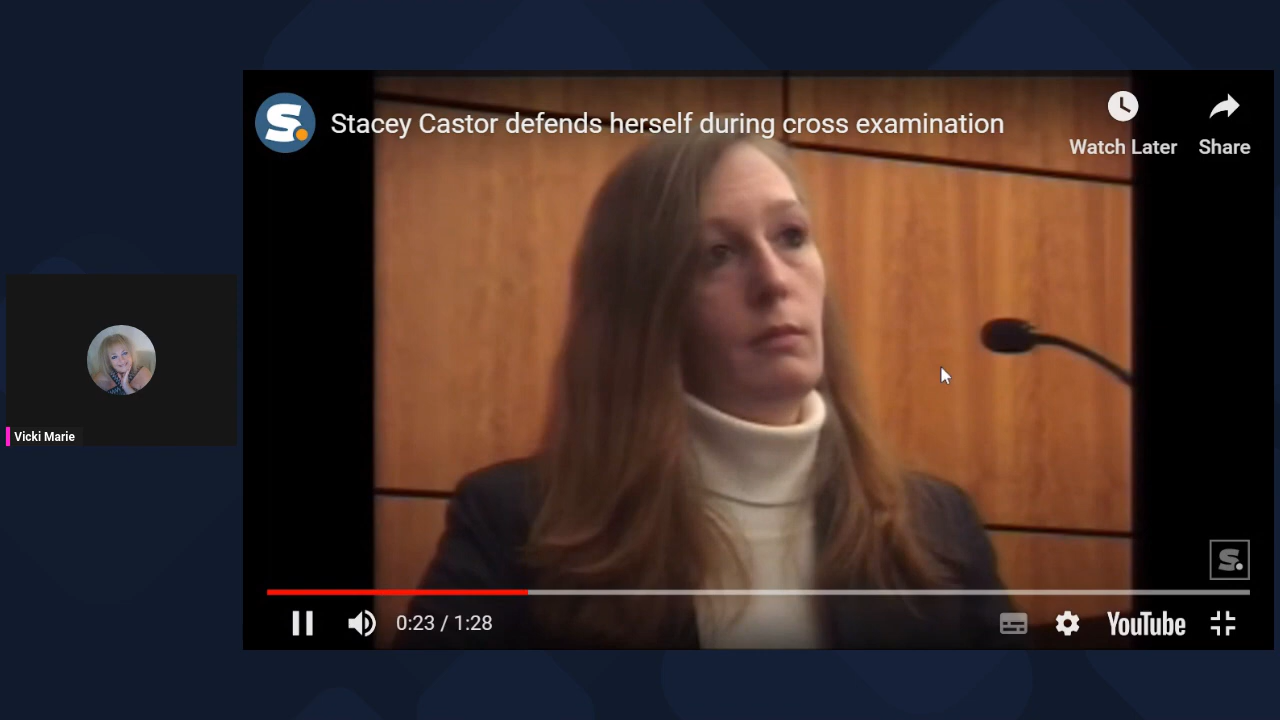 Stacey Castor defends herself during cross examination
Watch Later
Share
Vicki Marie
0:23 / 1:28
YouTube
S.
S.